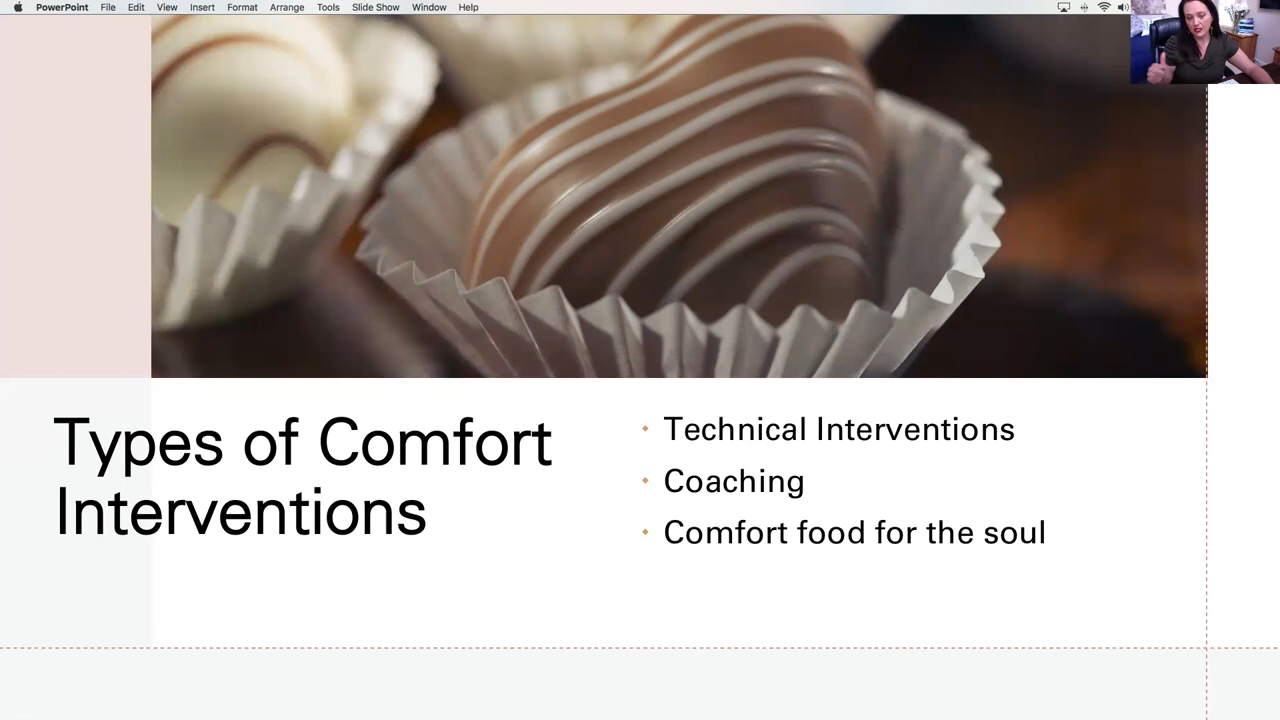 PowerPoint File Edit View Insert Format Arrange Tools Slide Show Window Help
Types of Comfort
Interventions
Technical Interventions
Coaching
Comfort food for the soul